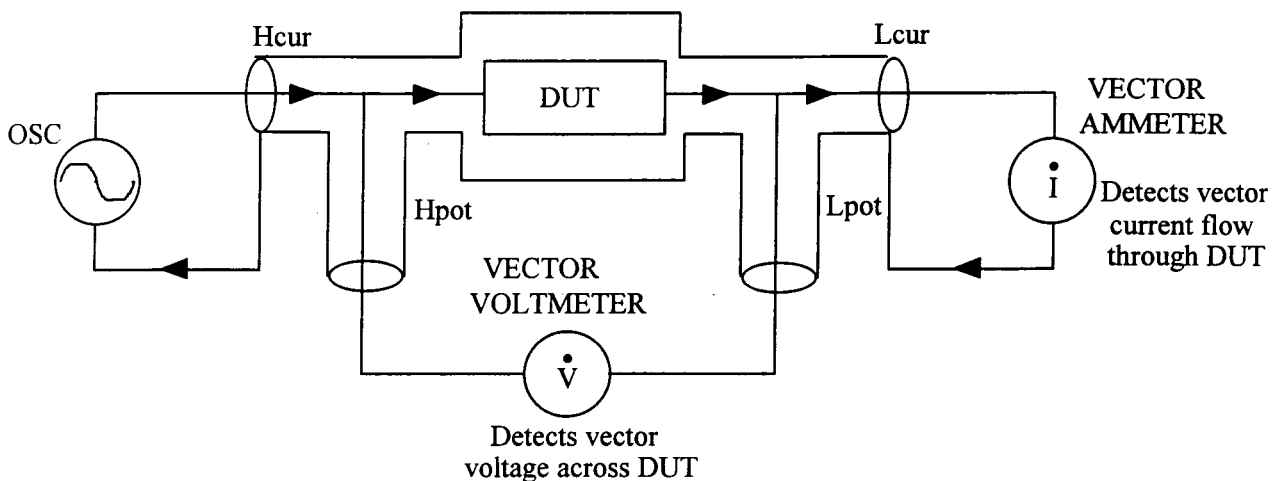 Hcur
Lcur
OSC
DUT
VECTOR
AMMETER
İ
Detects vector
current flow
through DUT
Hpot
Lpot
VECTOR
VOLTMETER
V̇
Detects vector
voltage across DUT